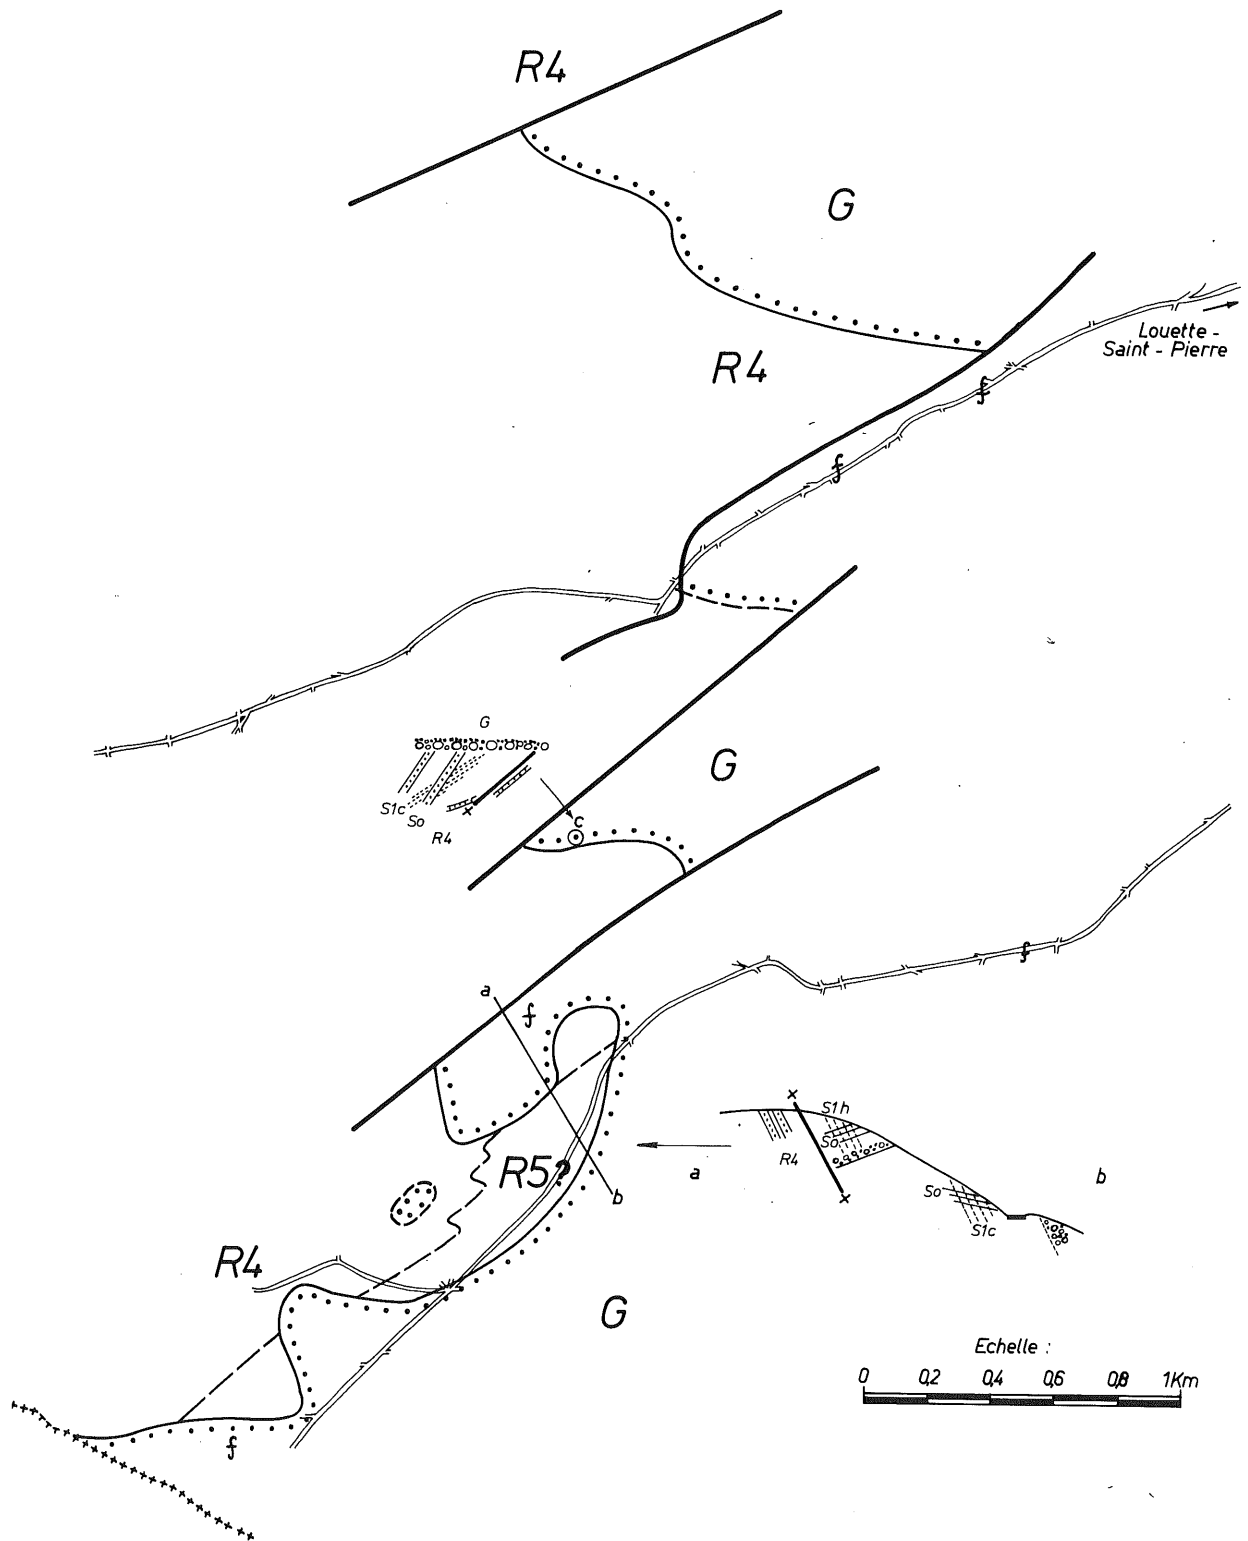 R4
G
Louette -
Saint - Pierre
R4
f
f
G
S1c
So
R4
G
c
f
a
f
S1h
So
R4
a
b
R5?
b
So
S1c
R4
G
Echelle :
0 0,2 0,4 0,6 0,8 1Km
f